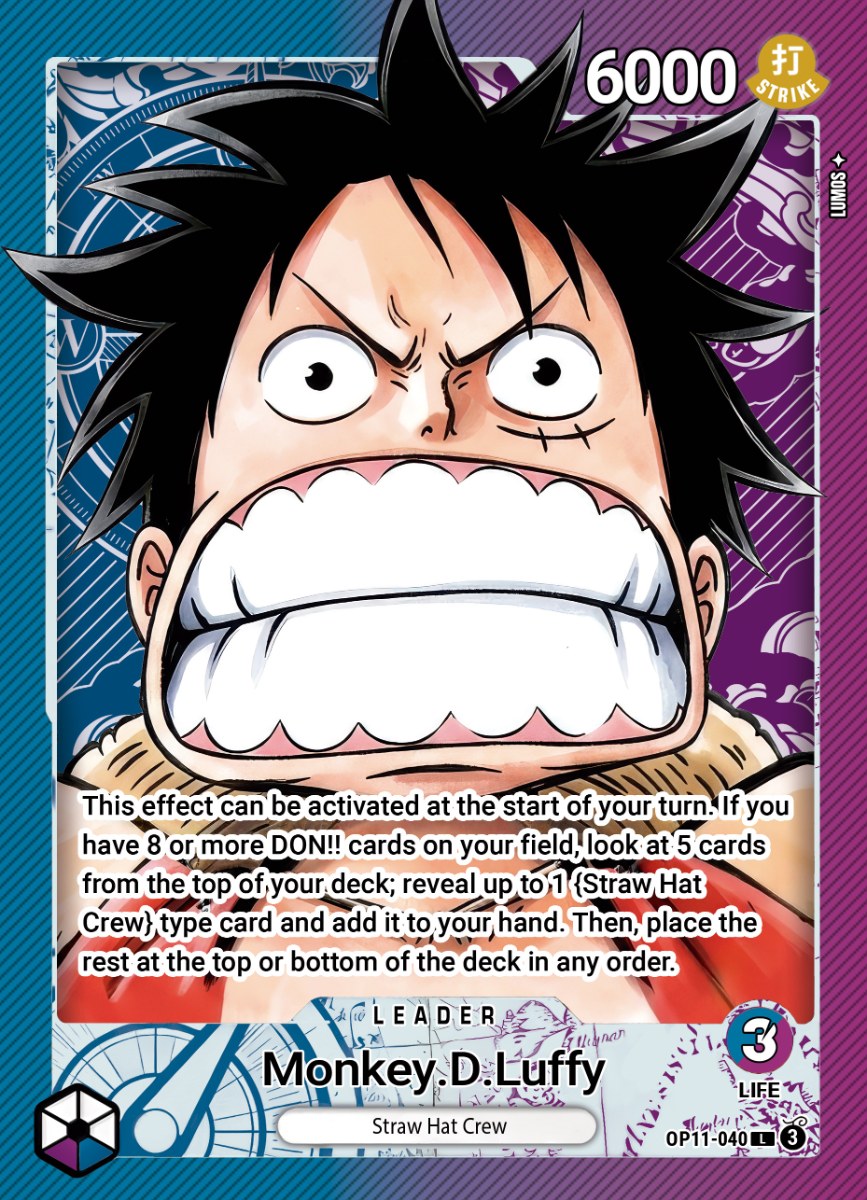 6000
打
STRIKE
LUMOS
This effect can be activated at the start of your turn. If you
have 8 or more DON!! cards on your field, look at 5 cards
from the top of your deck; reveal up to 1 {Straw Hat
Crew} type card and add it to your hand. Then, place the
rest at the top or bottom of the deck in any order.
LEADER
Monkey.D.Luffy
Straw Hat Crew
3
LIFE
OP11-040 L 3
W